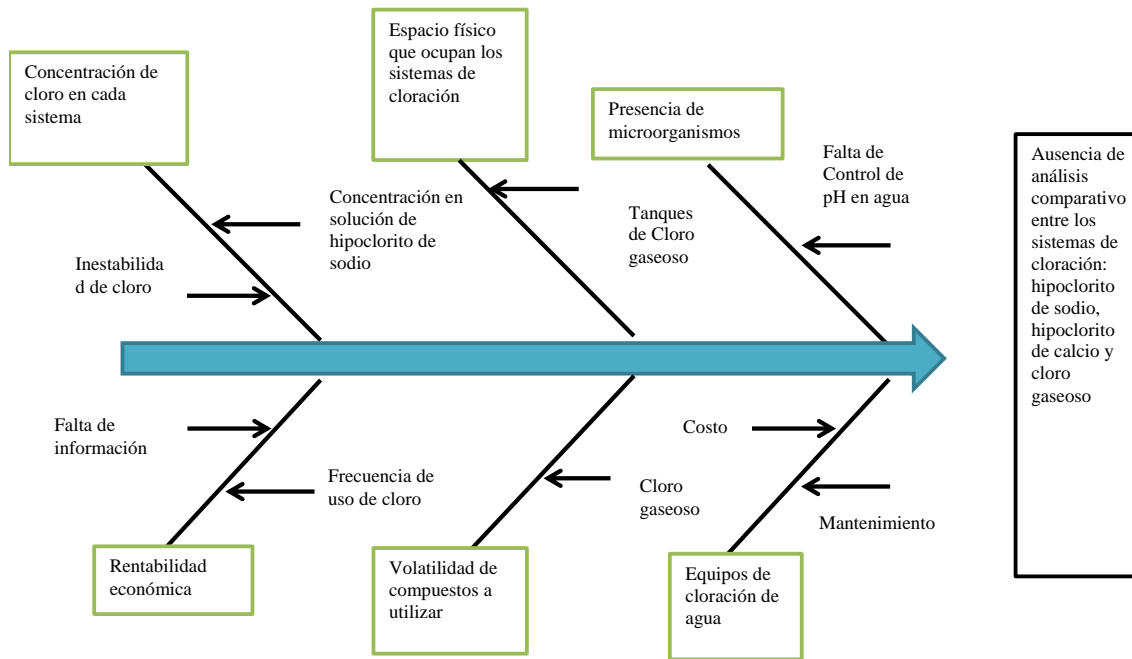 Concentración de
cloro en cada
sistema
Espacio físico
que ocupan los
sistemas de
cloración
Presencia de
microorganismos
Falta de
Control de
pH en agua
Concentración en
solución de
hipoclorito de
sodio
Tanques
de Cloro
gaseoso
Inestabilida
d de cloro
Ausencia de
análisis
comparativo
entre los
sistemas de
cloración:
hipoclorito
de sodio,
hipoclorito
de calcio y
cloro
gaseoso
Falta de
información
Frecuencia de
uso de cloro
Costo
Cloro
gaseoso
Mantenimiento
Rentabilidad
económica
Volatilidad de
compuestos a
utilizar
Equipos de
cloración de
agua